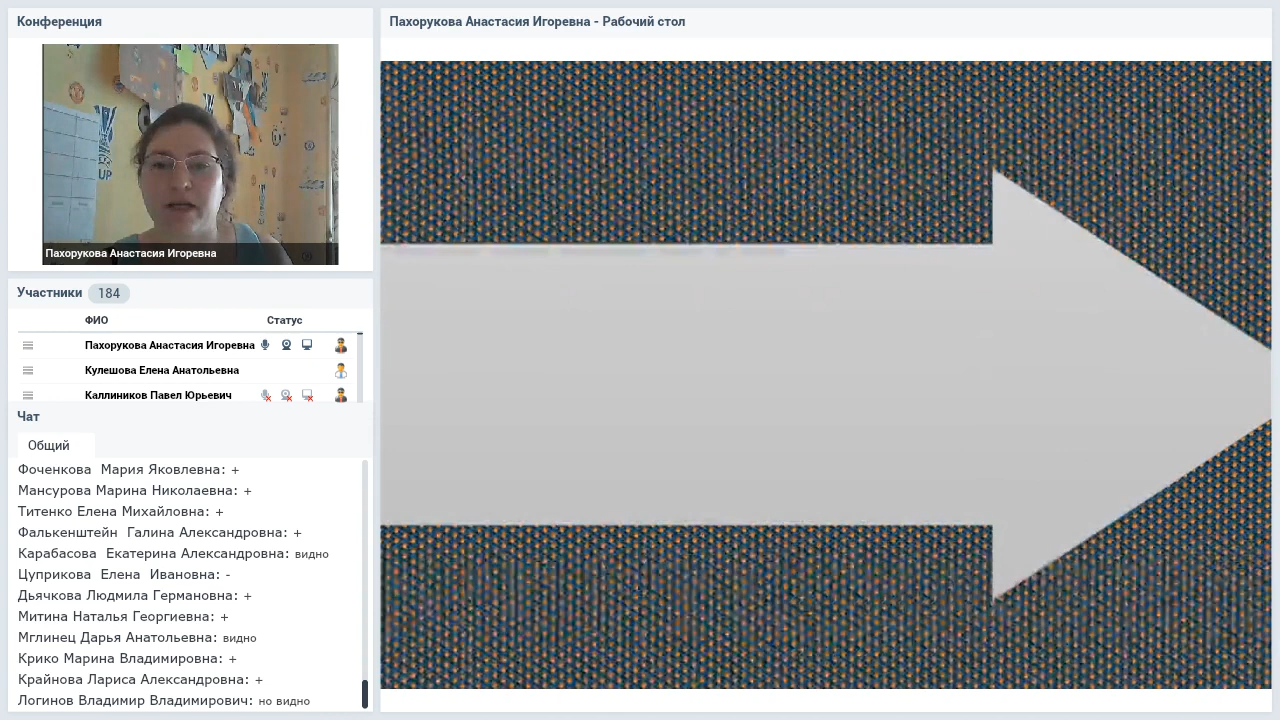 Конференция
UP
Пахорукова Анастасия Игоревна
Участники 184
ФИО Статус
Пахорукова Анастасия Игоревна
Кулешова Елена Анатольевна
Каллиников Павел Юрьевич
Чат
Общий
Фоченкова Мария Яковлевна: +
Мансурова Марина Николаевна: +
Титенко Елена Михайловна: +
Фалькенштейн Галина Александровна: +
Карабасова Екатерина Александровна: видно
Цуприкова Елена Ивановна: -
Дьячкова Людмила Германовна: +
Митина Наталья Георгиевна: +
Мглинец Дарья Анатольевна: видно
Крико Марина Владимировна: +
Крайнова Лариса Александровна: +
Логинов Владимир Владимирович: но видно
Пахорукова Анастасия Игоревна - Рабочий стол